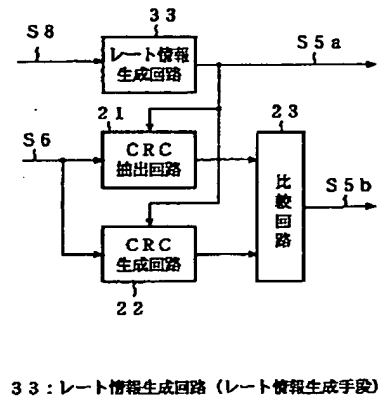 33
S8
レート情報
生成回路
S5a
21
23
S6
CRC
抽出回路
比較回路
S5b
CRC
生成回路
22
33：レート情報生成回路（レート情報生成手段）